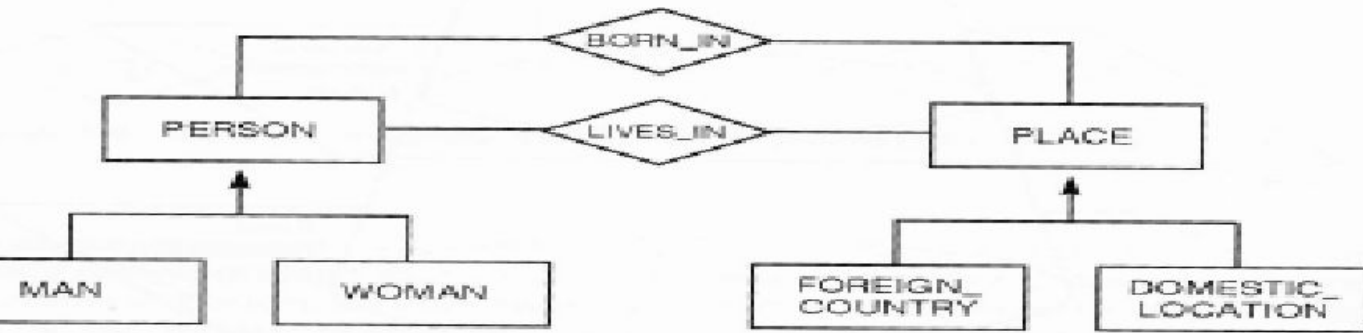 BORN_IN
PERSON
LIVES_IN
PLACE
MAN
WOMAN
FOREIGN_
COUNTRY
DOMESTIC_
LOCATION